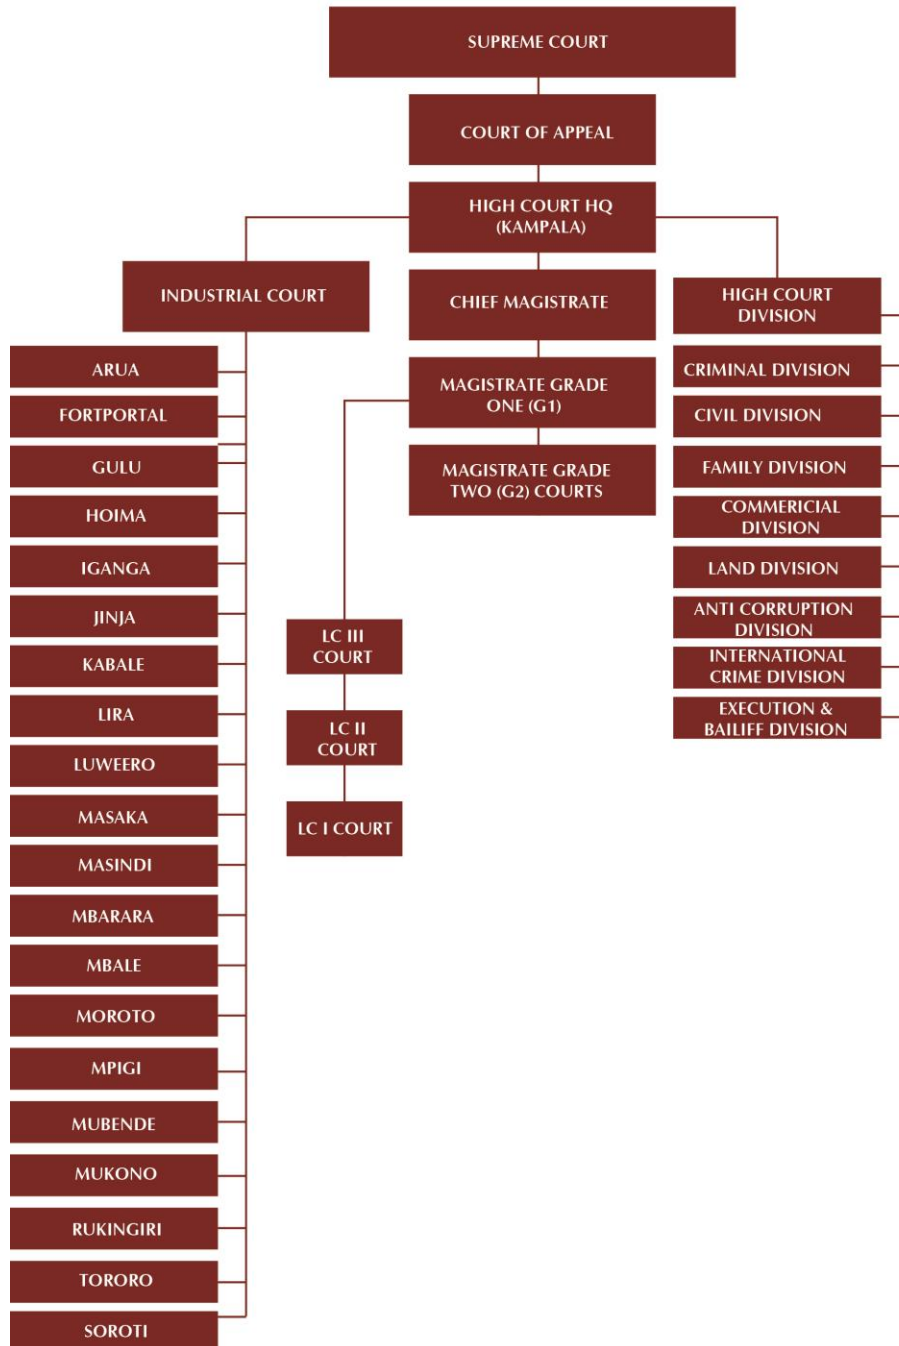 SUPREME COURT
COURT OF APPEAL
HIGH COURT HQ
(KAMPALA)
INDUSTRIAL COURT
CHIEF MAGISTRATE
HIGH COURT
DIVISION
ARUA
FORTPORTAL
GULU
HOIMA
IGANGA
JINJA
KABALE
LIRA
LUWEERO
MASAKA
MASINDI
MBARARA
MBALE
MOROTO
MPIGI
MUBENDE
MUKONO
RUKINGIRI
TORORO
SOROTI
MAGISTRATE GRADE
ONE (G1)
MAGISTRATE GRADE
TWO (G2) COURTS
LC III
COURT
LC II
COURT
LC I COURT
CRIMINAL DIVISION
CIVIL DIVISION
FAMILY DIVISION
COMMERICIAL
DIVISION
LAND DIVISION
ANTI CORRUPTION
DIVISION
INTERNATIONAL
CRIME DIVISION
EXECUTION &
BAILIFF DIVISION